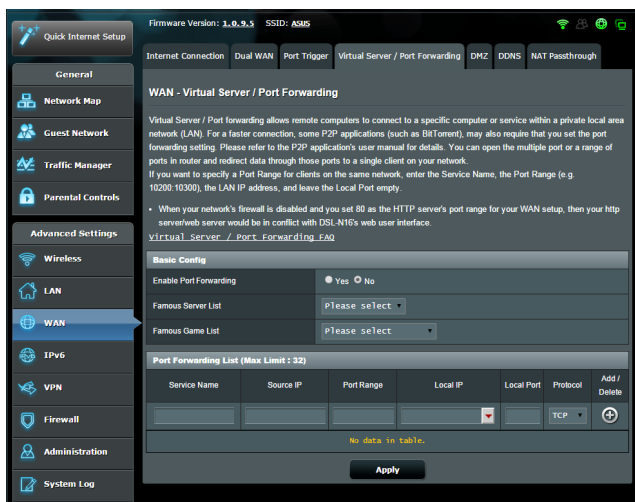 Quick Internet Setup
General
Network Map
Guest Network
Traffic Manager
Parental Controls
Advanced Settings
Wireless
LAN
WAN
IPv6
VPN
Firewall
Administration
System Log
Firmware Version: 1.0.9.5 SSID: ASUS
Internet Connection Dual WAN Port Trigger Virtual Server / Port Forwarding DMZ DDNS NAT Passthrough
WAN - Virtual Server / Port Forwarding
Virtual Server / Port forwarding allows remote computers to connect to a specific computer or service within a private local area
network (LAN). For a faster connection, some P2P applications (such as BitTorrent), may also require that you set the port
forwarding setting. Please refer to the P2P application's user manual for details. You can open the multiple port or a range of
ports in router and redirect data through those ports to a single client on your network.
If you want to specify a Port Range for clients on the same network, enter the Service Name, the Port Range (e.g.
10200:10300), the LAN IP address, and leave the Local Port empty.
• When your network's firewall is disabled and you set 80 as the HTTP server's port range for your WAN setup, then your http
server/web server would be in conflict with DSL-N16's web user interface.
Virtual Server / Port Forwarding FAQ
Basic Config
Enable Port Forwarding Yes No
Famous Server List Please select
Famous Game List Please select
Port Forwarding List (Max Limit : 32)
Service Name Source IP Port Range Local IP Local Port Protocol Add / Delete
TCP
No data in table.
Apply